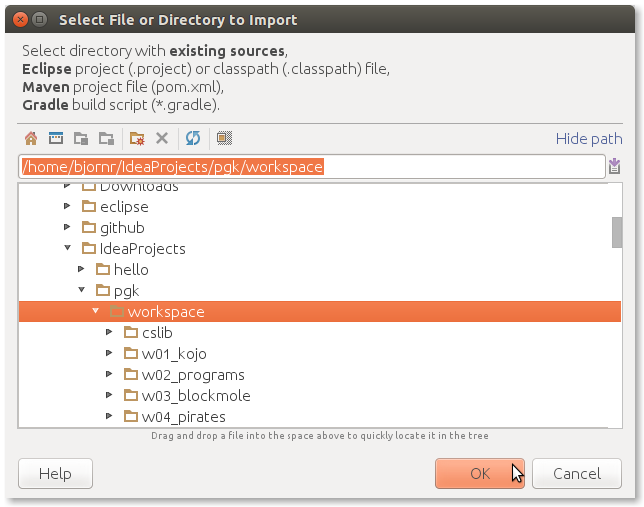 Select File or Directory to Import
Select directory with existing sources,
Eclipse project (.project) or classpath (.classpath) file,
Maven project file (pom.xml),
Gradle build script (*.gradle).
Hide path
/home/bjornr/IdeaProjects/pgk/workspace
Downloads
eclipse
github
IdeaProjects
hello
pgk
workspace
cslib
w01_kojo
w02_programs
w03_blockmole
w04_pirates
Drag and drop a file into the space above to quickly locate it in the tree
Help
OK
Cancel